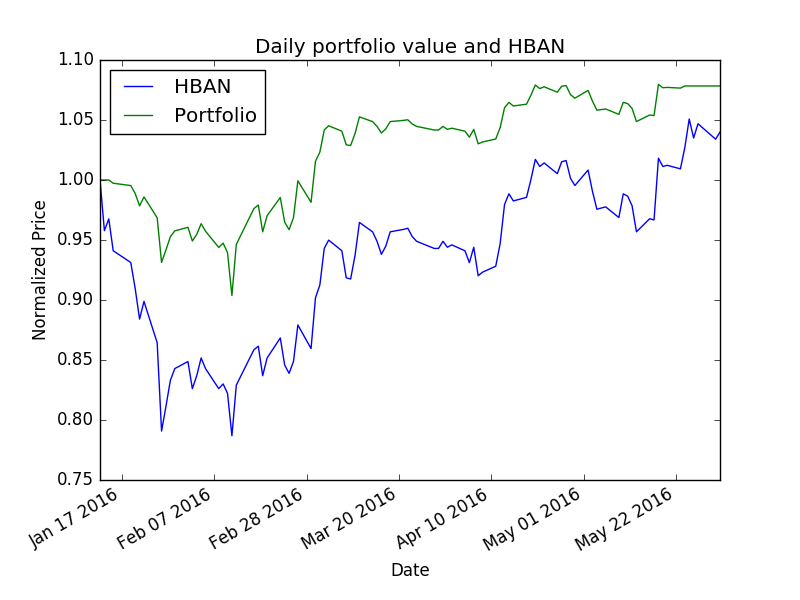 Daily portfolio value and HBAN
HBAN
Portfolio
1.10
1.05
1.00
0.95
0.90
0.85
0.80
0.75
Normalized Price
Jan 17 2016
Feb 07 2016
Feb 28 2016
Mar 20 2016
Apr 10 2016
May 01 2016
May 22 2016
Date